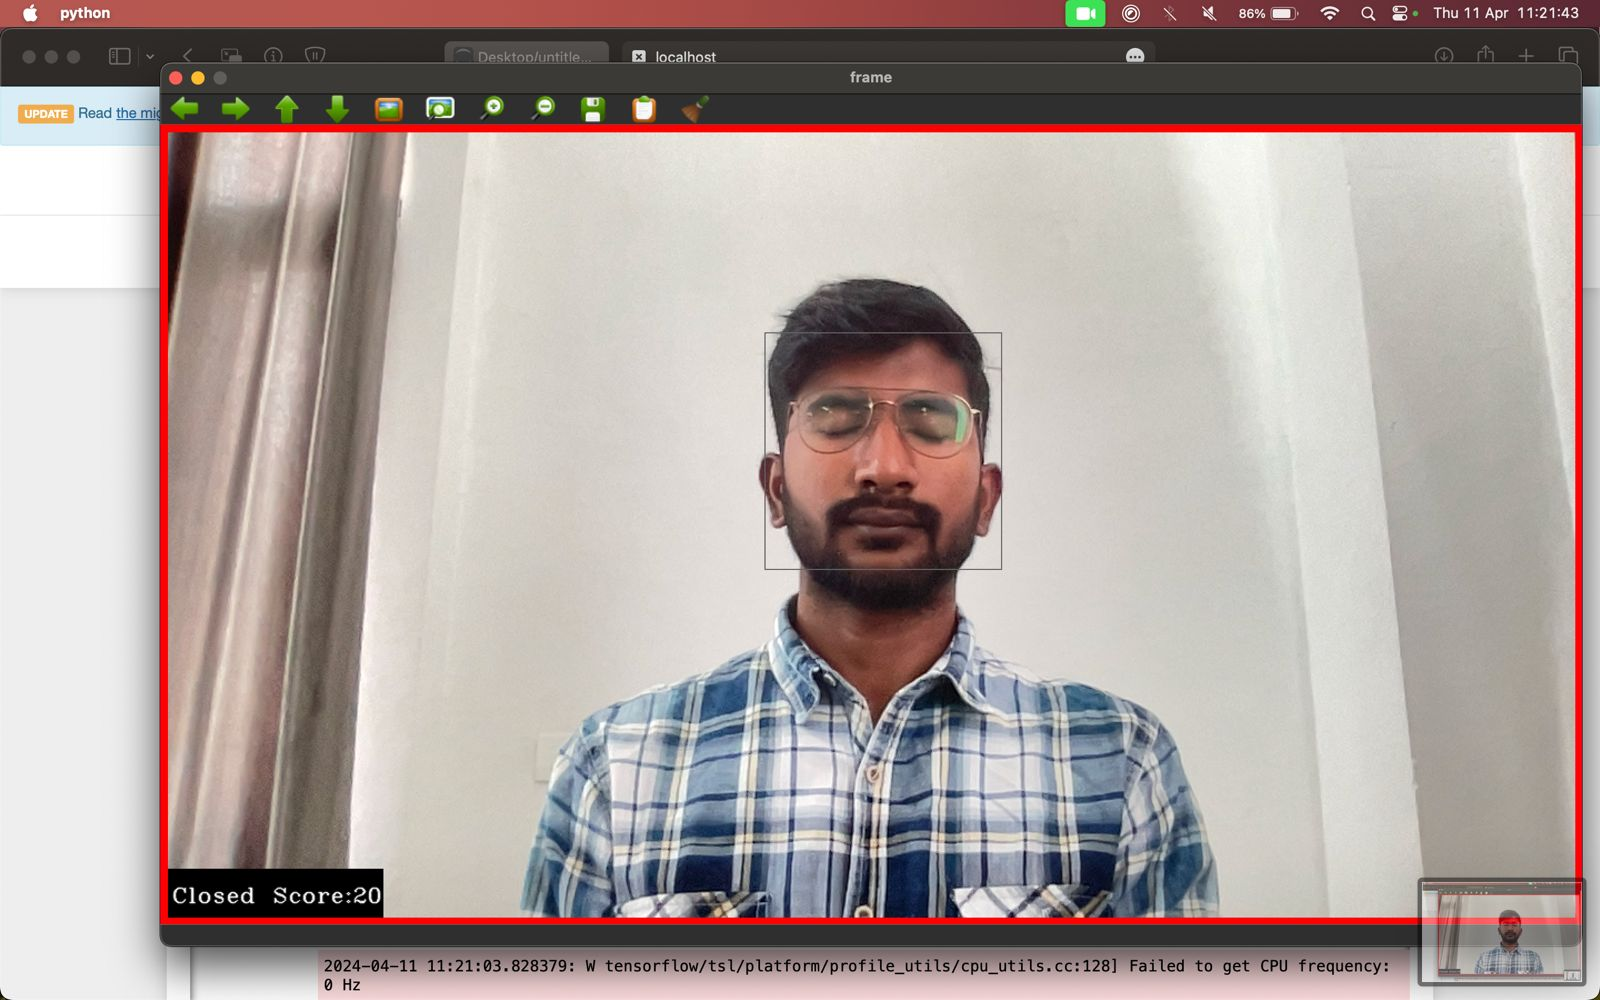 python
86%
Thu 11 Apr 11:21:43
Desktop/untitle...
localhost
frame
UPDATE Read the mig
Closed Score:20
2024-04-11 11:21:03.828379: W tensorflow/tsl/platform/profile_utils/cpu_utils.cc:128] Failed to get CPU frequency:
0 Hz